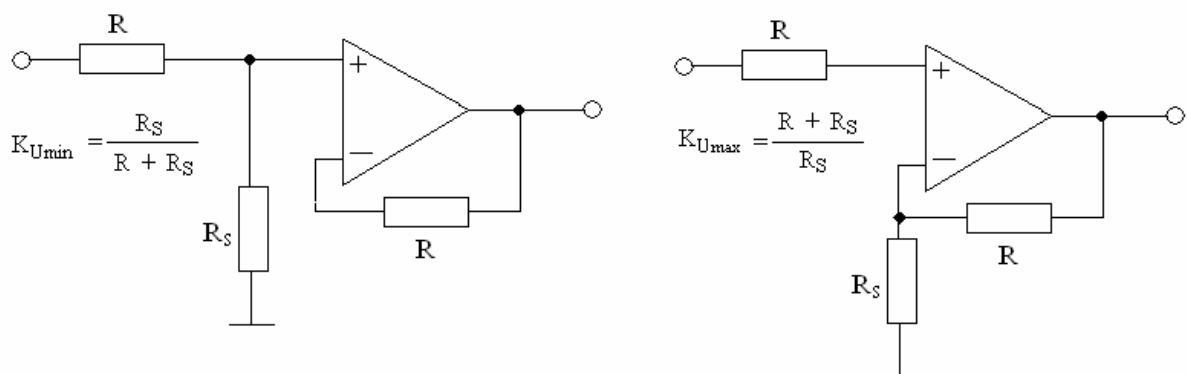 R
+
−
K_Umin = R_S / (R + R_S)
R_S
R
R
+
−
K_Umax = (R + R_S) / R_S
R_S
R